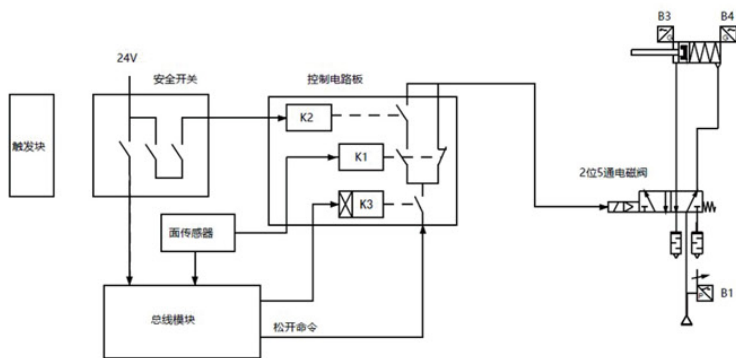 B3
B4
24V
安全开关
控制电路板
触发块
K2
K1
K3
2位5通电磁阀
面传感器
总线模块
松开命令
B1